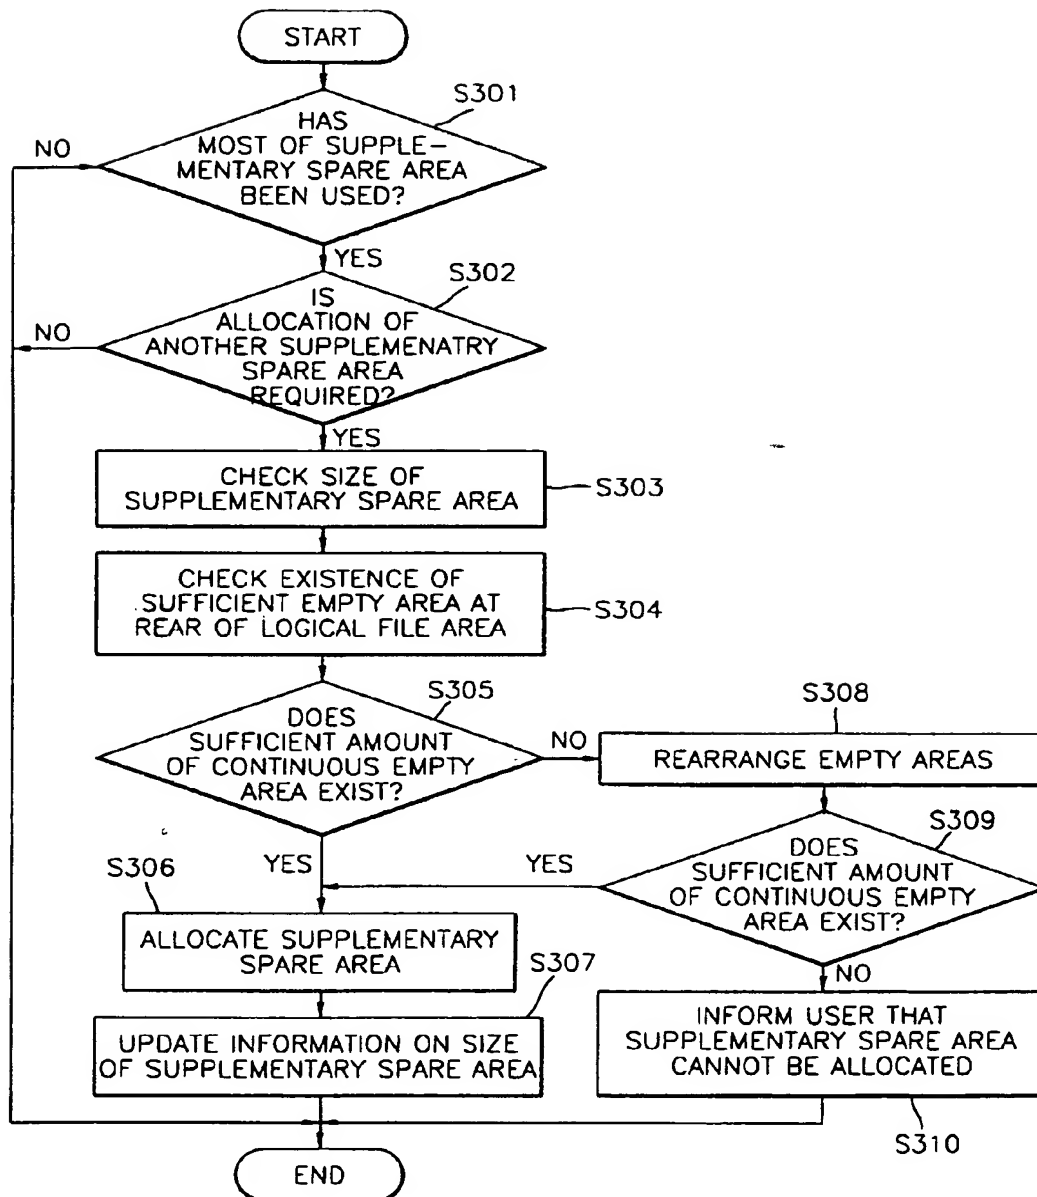 START
S301
HAS
MOST OF SUPPLE-
MENTARY SPARE AREA
BEEN USED?
NO
YES
S302
IS
ALLOCATION OF
ANOTHER SUPPLEMENATRY
SPARE AREA
REQUIRED?
NO
YES
CHECK SIZE OF
SUPPLEMENTARY SPARE AREA
S303
CHECK EXISTENCE OF
SUFFICIENT EMPTY AREA AT
REAR OF LOGICAL FILE AREA
S304
S305
DOES
SUFFICIENT AMOUNT
OF CONTINUOUS EMPTY
AREA EXIST?
NO
S308
REARRANGE EMPTY AREAS
S309
DOES
SUFFICIENT AMOUNT
OF CONTINUOUS EMPTY
AREA EXIST?
YES
YES
S306
ALLOCATE SUPPLEMENTARY
SPARE AREA
S307
UPDATE INFORMATION ON SIZE
OF SUPPLEMENTARY SPARE AREA
NO
INFORM USER THAT
SUPPLEMENTARY SPARE AREA
CANNOT BE ALLOCATED
S310
END